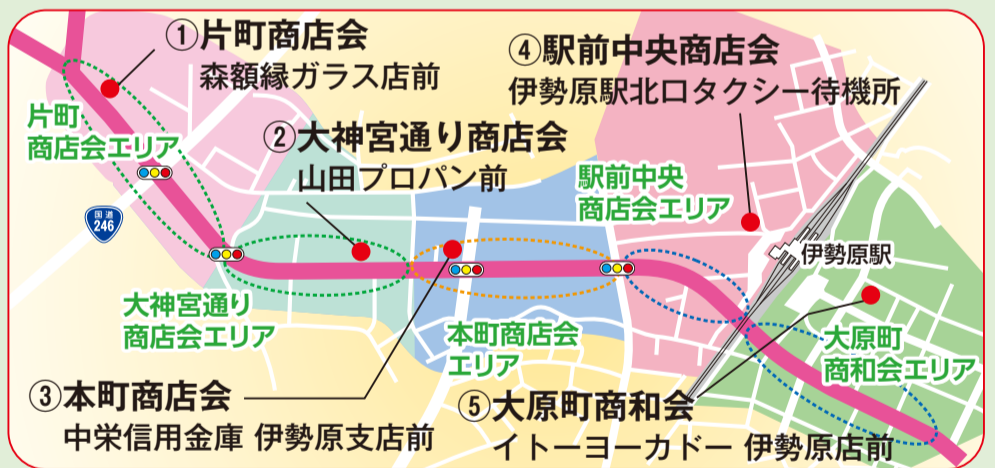 ①片町商店会
森額縁ガラス店前
④駅前中央商店会
伊勢原駅北口タクシー待機所
片町
商店会エリア
②大神宮通り商店会
山田プロパン前
駅前中央
商店会エリア
国道
246
伊勢原駅
大神宮通り
商店会エリア
本町商店会
エリア
大原町
商和会エリア
③本町商店会
中栄信用金庫 伊勢原支店前
⑤大原町商和会
イトーヨーカドー 伊勢原店前